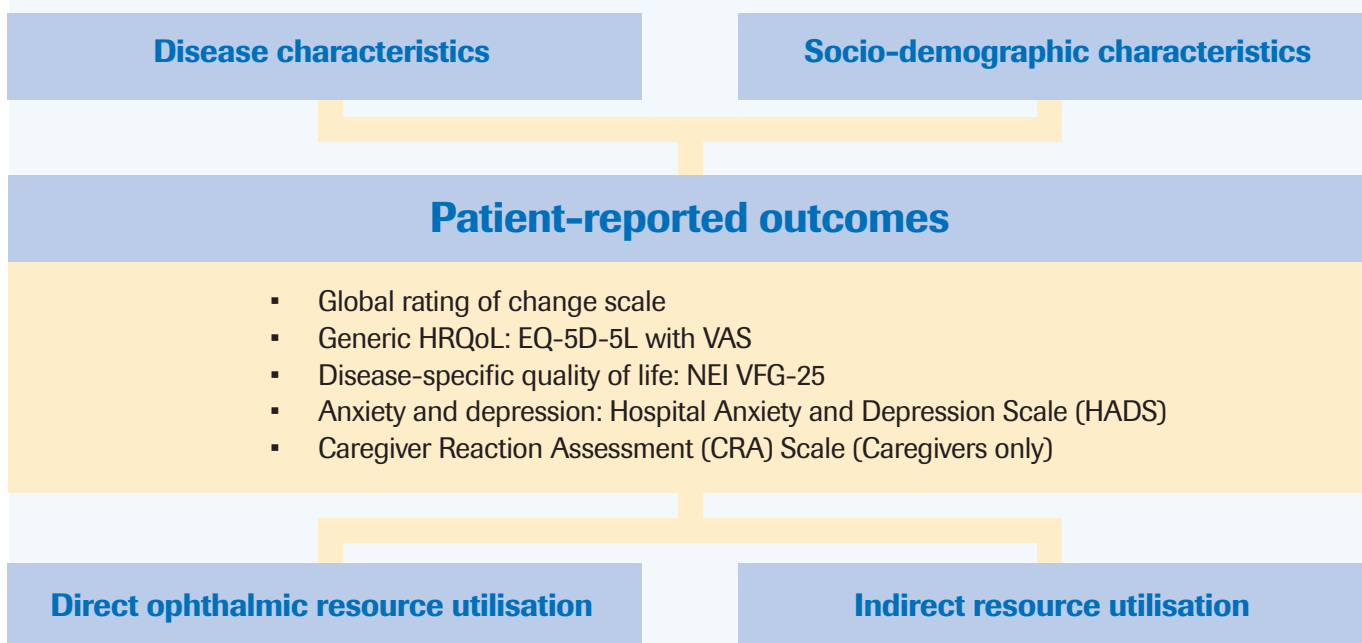 Disease characteristics
Socio-demographic characteristics
Patient-reported outcomes
▪ Global rating of change scale
▪ Generic HRQoL: EQ-5D-5L with VAS
▪ Disease-specific quality of life: NEI VFG-25
▪ Anxiety and depression: Hospital Anxiety and Depression Scale (HADS)
▪ Caregiver Reaction Assessment (CRA) Scale (Caregivers only)
Direct ophthalmic resource utilisation
Indirect resource utilisation